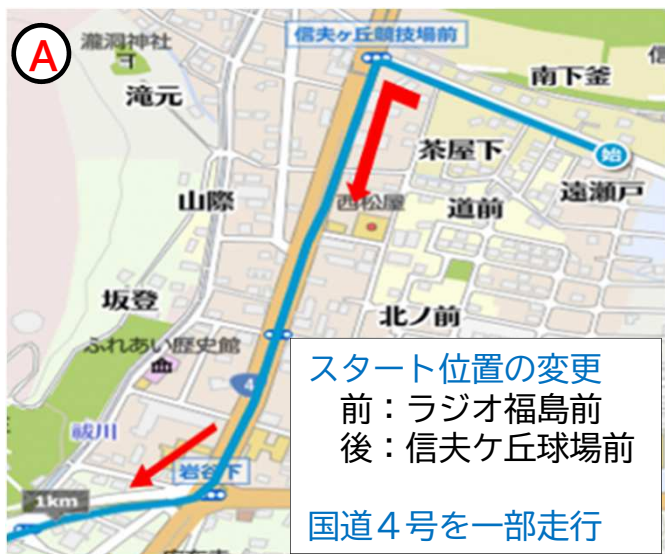 A
瀧洞神社
信夫ヶ丘競技場前
信
滝元
南下釜
茶屋下
始
山際
西松屋
道前
遠瀬戸
坂登
北ノ前
ふれあい歴史館
4
祓川
岩谷下
1km
スタート位置の変更
前：ラジオ福島前
後：信夫ケ丘球場前
国道４号を一部走行